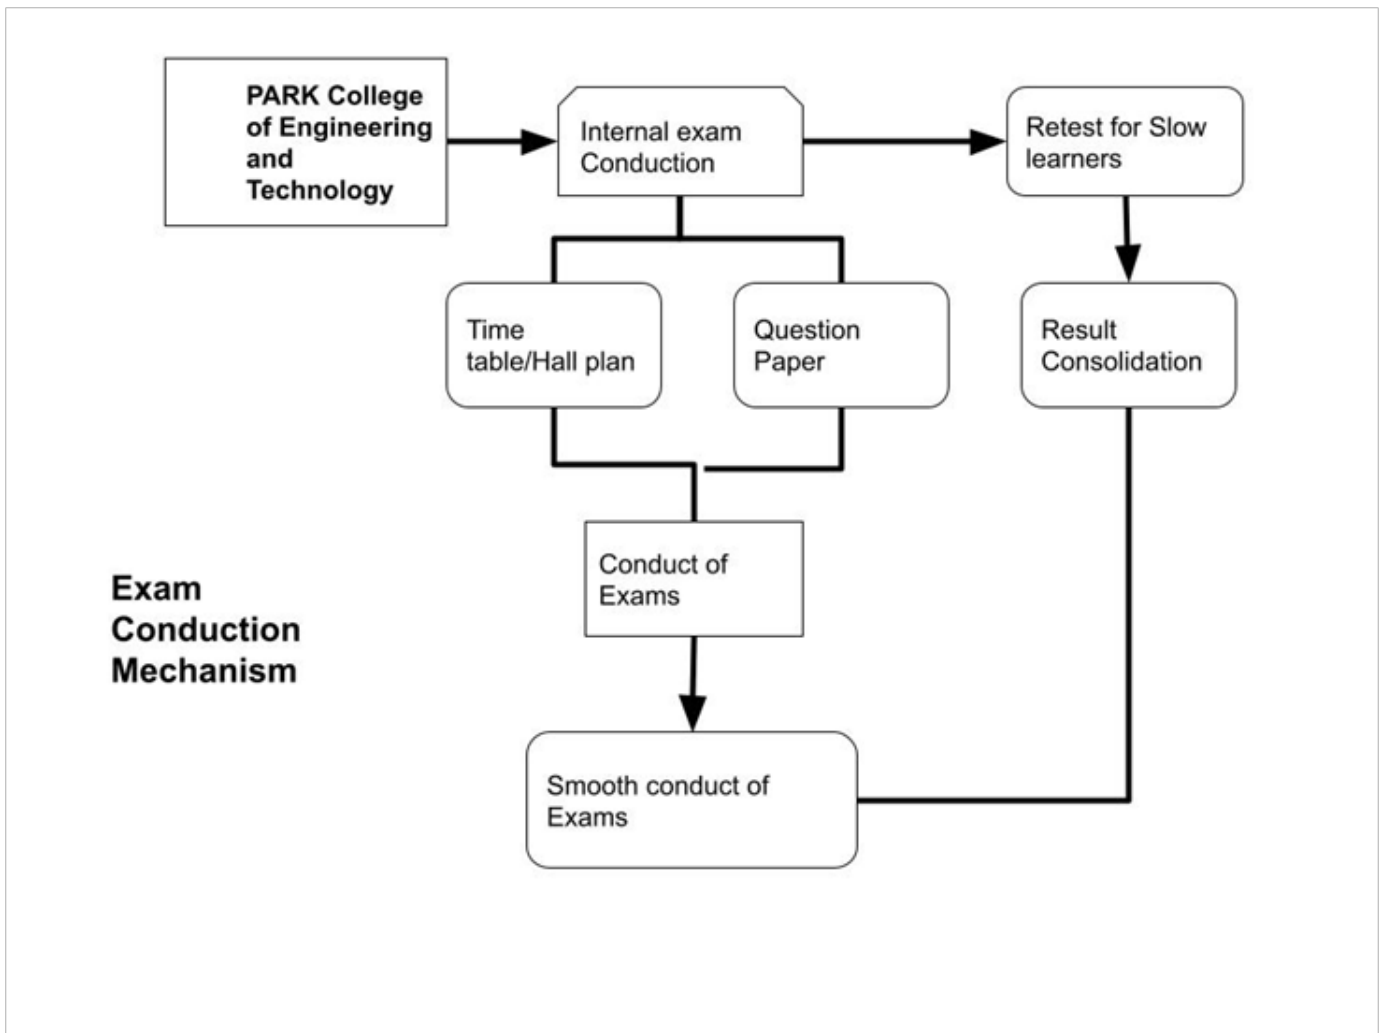 PARK College
of Engineering
and
Technology
Internal exam
Conduction
Retest for Slow
learners
Time
table/Hall plan
Question
Paper
Result
Consolidation
Conduct of
Exams
Exam
Conduction
Mechanism
Smooth conduct of
Exams